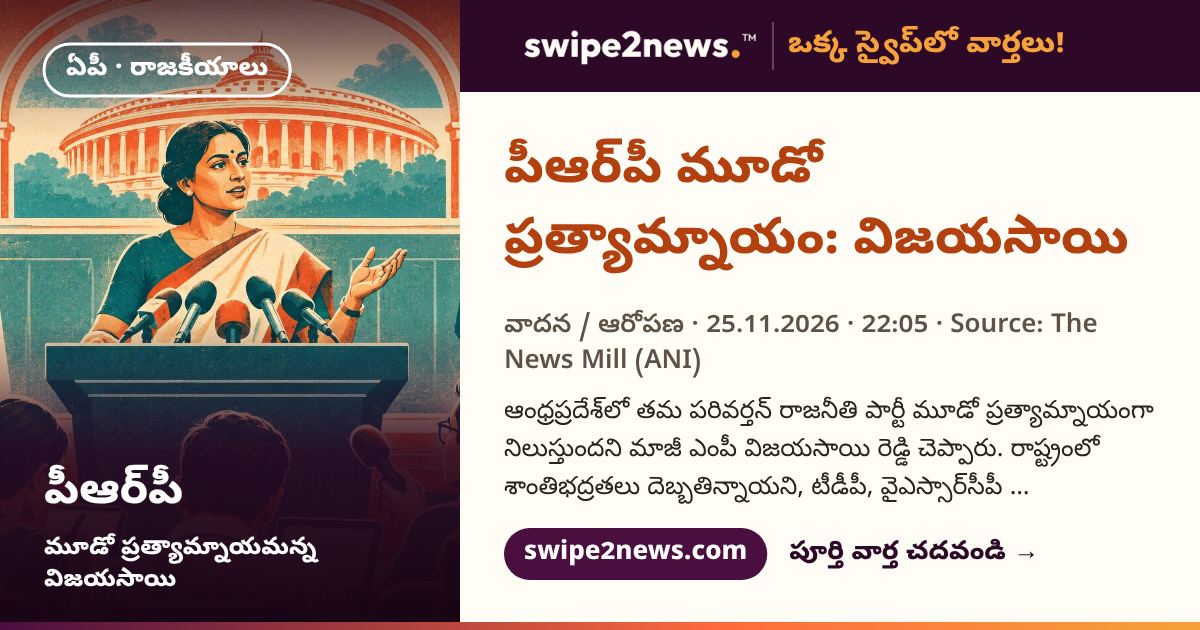 ఏపీ · రాజకీయాలు
పీఆర్‌పీ
మూడో ప్రత్యామ్నాయమన్న
విజయసాయి
swipe2news.™
ఒక్క స్వైప్‌లో వార్తలు!
పీఆర్‌పీ మూడో
ప్రత్యామ్నాయం: విజయసాయి
వాదన / ఆరోపణ · 25.11.2026 · 22:05 · Source: The
News Mill (ANI)
ఆంధ్రప్రదేశ్‌లో తమ పరివర్తన్ రాజనీతి పార్టీ మూడో ప్రత్యామ్నాయంగా
నిలుస్తుందని మాజీ ఎంపీ విజయసాయి రెడ్డి చెప్పారు. రాష్ట్రంలో
శాంతిభద్రతలు దెబ్బతిన్నాయని, టీడీపీ, వైఎస్సార్‌సీపీ ...
swipe2news.com
పూర్తి వార్త చదవండి →